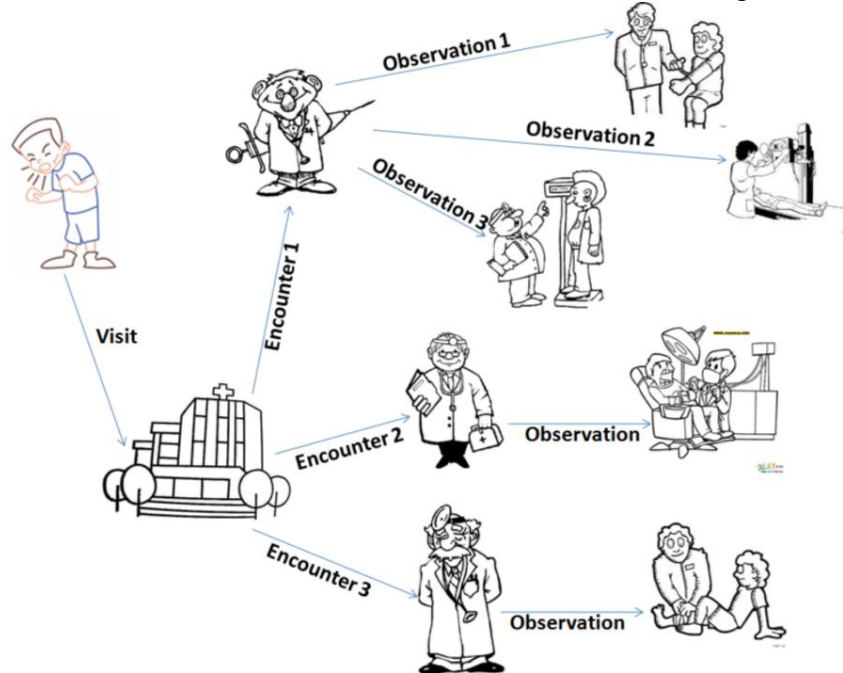 Observation 1
Observation 2
Observation 3
Visit
Encounter 1
Encounter 2
Observation
Encounter 3
Observation